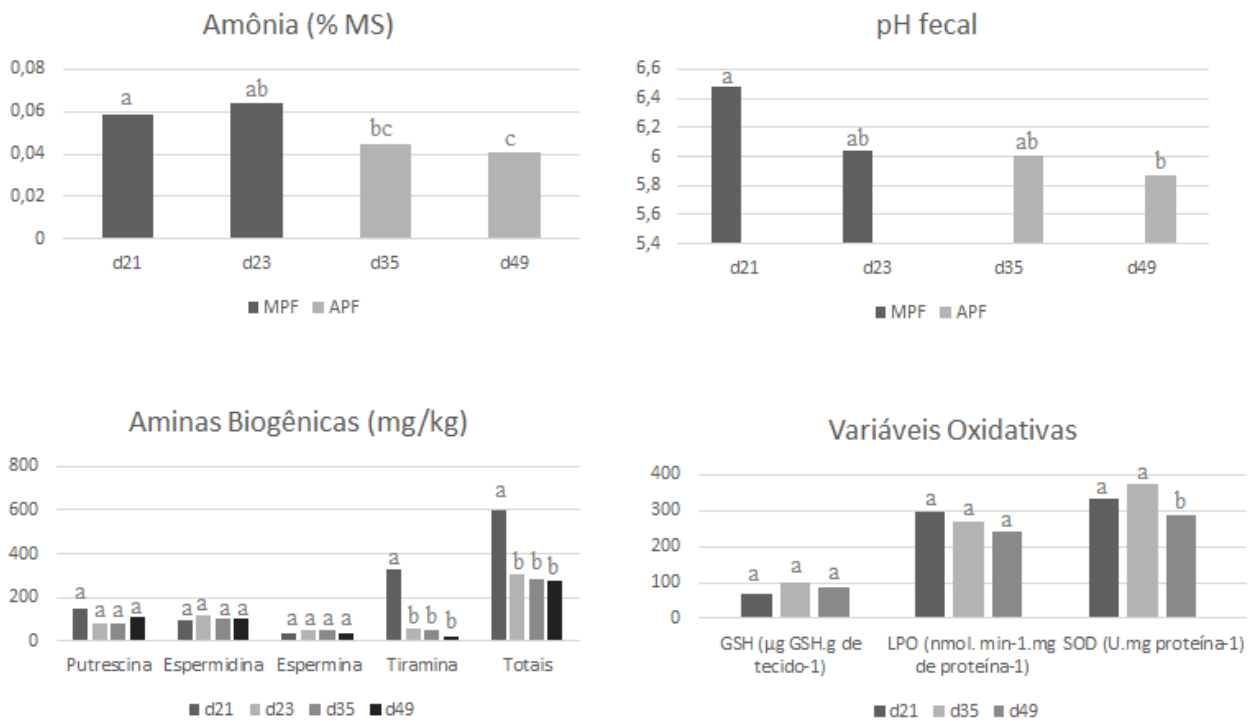 Amônia (% MS)
0,08
0,06
0,04
0,02
0
a
ab
bc
c
d21 d23 d35 d49
MPF APF
pH fecal
6,6
6,4
6,2
6
5,8
5,6
5,4
a
ab
ab
b
d21 d23 d35 d49
MPF APF
Aminas Biogênicas (mg/kg)
800
600
400
200
0
a a a a
a a a a
a a a a
a b b b
a b b b
Putrescina Espermidina Espermina Tiramina Totais
d21 d23 d35 d49
Variáveis Oxidativas
400
300
200
100
0
a a a
a a a
a a b
GSH (µg GSH.g de LPO (nmol. min-1.mg SOD (U.mg proteína-1)
tecido-1) de proteína-1)
d21 d35 d49